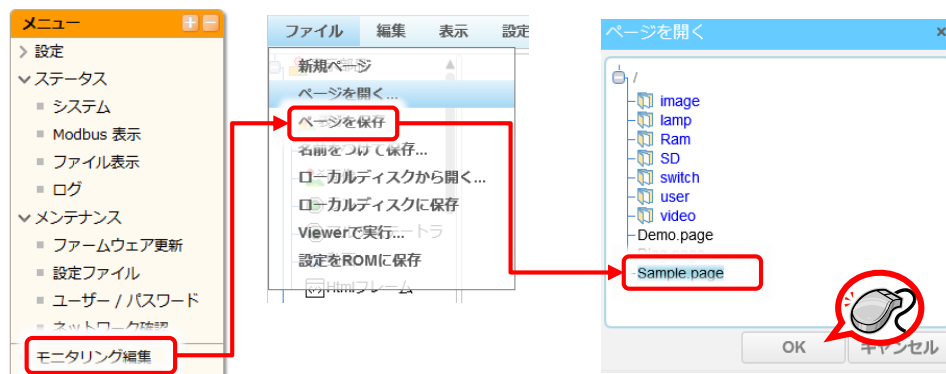 メニュー
設定
ステータス
システム
Modbus 表示
ファイル表示
ログ
メンテナンス
ファームウェア更新
設定ファイル
ユーザー / パスワード
ネットワーク確認
モニタリング編集
ファイル 編集 表示 設定
新規ページ
ページを開く...
ページを保存
名前をつけて保存...
ローカルディスクから開く...
ローカルディスクに保存
Viewerで実行...
設定をROMに保存
Htmlフレーム
ページを開く ×
/
image
lamp
Ram
SD
switch
user
video
Demo.page
Sample.page
OK キャンセル